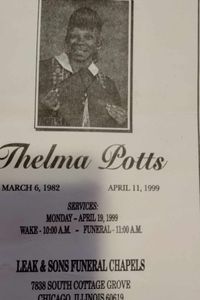 Thelma Potts
MARCH 6, 1982 APRIL 11, 1999
SERVICES:
MONDAY – APRIL 19, 1999
WAKE - 10:00 A.M. – FUNERAL - 11:00 A.M.
LEAK & SONS FUNERAL CHAPELS
7838 SOUTH COTTAGE GROVE
CHICAGO, ILLINOIS 60619